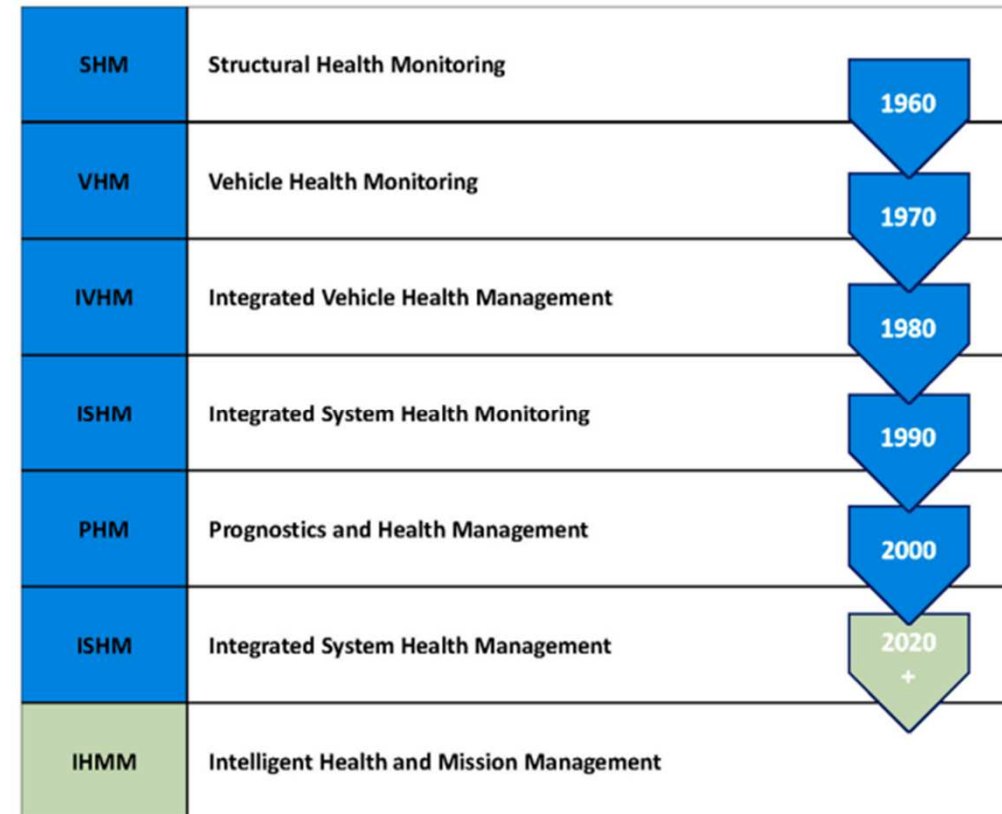 SHM Structural Health Monitoring
1960
VHM Vehicle Health Monitoring
1970
IVHM Integrated Vehicle Health Management
1980
ISHM Integrated System Health Monitoring
1990
PHM Prognostics and Health Management
2000
ISHM Integrated System Health Management
2020
+
IHMM Intelligent Health and Mission Management